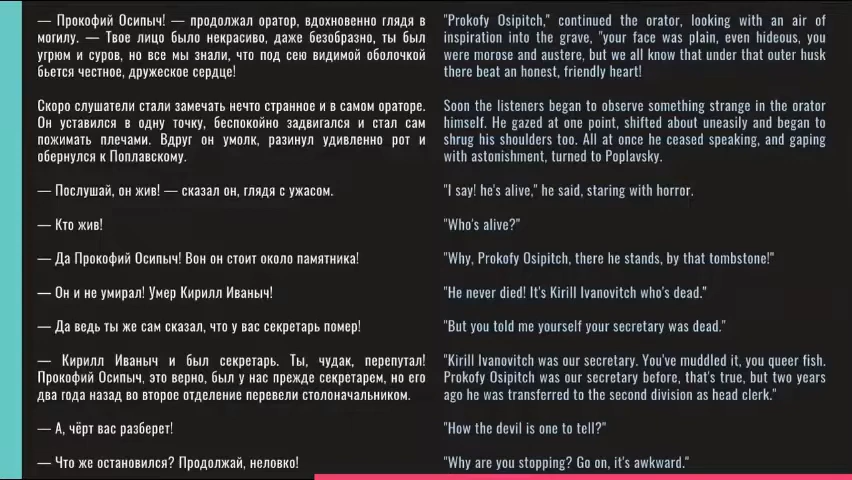 — Прокофий Осипыч! — продолжал оратор, вдохновенно глядя в
могилу. — Твое лицо было некрасиво, даже безобразно, ты был
угрюм и суров, но все мы знали, что под сею видимой оболочкой
бьется честное, дружеское сердце!
Скоро слушатели стали замечать нечто странное и в самом ораторе.
Он уставился в одну точку, беспокойно задвигался и стал сам
пожимать плечами. Вдруг он умолк, разинул удивленно рот и
обернулся к Поплавскому.
— Послушай, он жив! — сказал он, глядя с ужасом.
— Кто жив!
— Да Прокофий Осипыч! Вон он стоит около памятника!
— Он и не умирал! Умер Кирилл Иваныч!
— Да ведь ты же сам сказал, что у вас секретарь помер!
— Кирилл Иваныч и был секретарь. Ты, чудак, перепутал!
Прокофий Осипыч, это верно, был у нас прежде секретарем, но его
два года назад во второе отделение перевели столоначальником.
— А, чёрт вас разберет!
— Что же остановился? Продолжай, неловко!
"Prokofy Osipitch," continued the orator, looking with an air of
inspiration into the grave, "your face was plain, even hideous, you
were morose and austere, but we all know that under that outer husk
there beat an honest, friendly heart!
Soon the listeners began to observe something strange in the orator
himself. He gazed at one point, shifted about uneasily and began to
shrug his shoulders too. All at once he ceased speaking, and gaping
with astonishment, turned to Poplavsky.
"I say! he's alive," he said, staring with horror.
"Who's alive?"
"Why, Prokofy Osipitch, there he stands, by that tombstone!"
"He never died! It's Kirill Ivanovitch who's dead."
"But you told me yourself your secretary was dead."
"Kirill Ivanovitch was our secretary. You've muddled it, you queer fish.
Prokofy Osipitch was our secretary before, that's true, but two years
ago he was transferred to the second division as head clerk."
"How the devil is one to tell?"
"Why are you stopping? Go on, it's awkward."